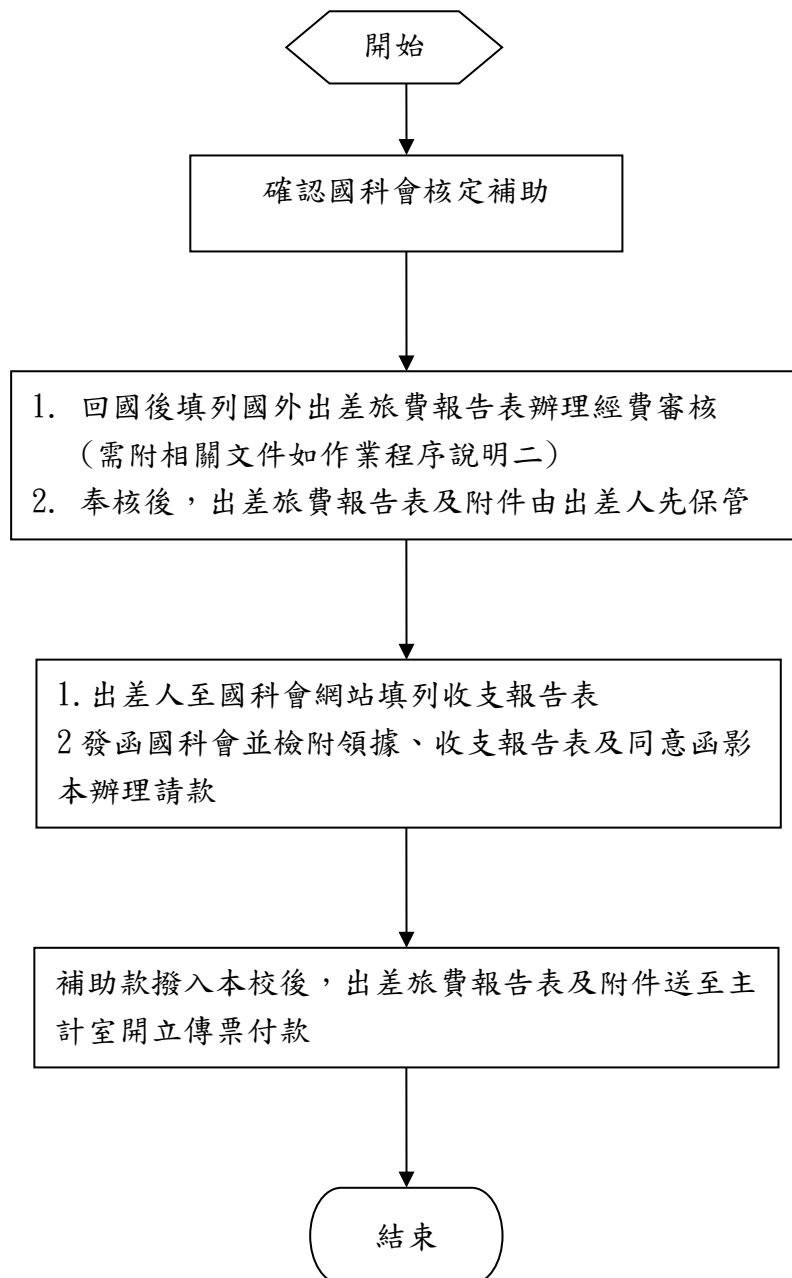 開始
確認國科會核定補助
1. 回國後填列國外出差旅費報告表辦理經費審核
(需附相關文件如作業程序說明二)
2. 奉核後，出差旅費報告表及附件由出差人先保管
1.出差人至國科會網站填列收支報告表
2發函國科會並檢附領據、收支報告表及同意函影
本辦理請款
補助款撥入本校後，出差旅費報告表及附件送至主
計室開立傳票付款
結束